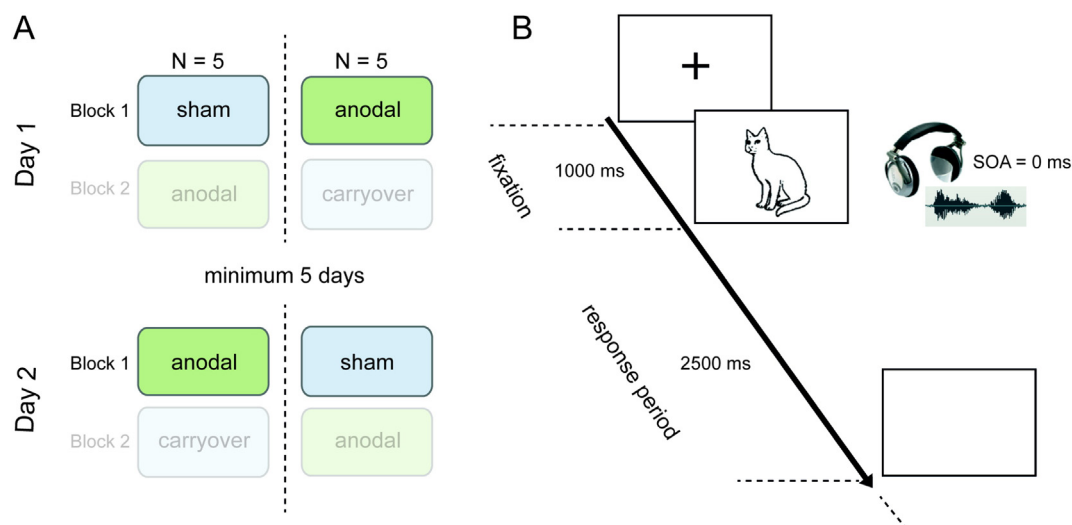 A
N = 5
N = 5
Day 1
Block 1
sham
anodal
Block 2
anodal
carryover
minimum 5 days
Day 2
Block 1
anodal
sham
Block 2
carryover
anodal
B
+
fixation
1000 ms
SOA = 0 ms
response period
2500 ms